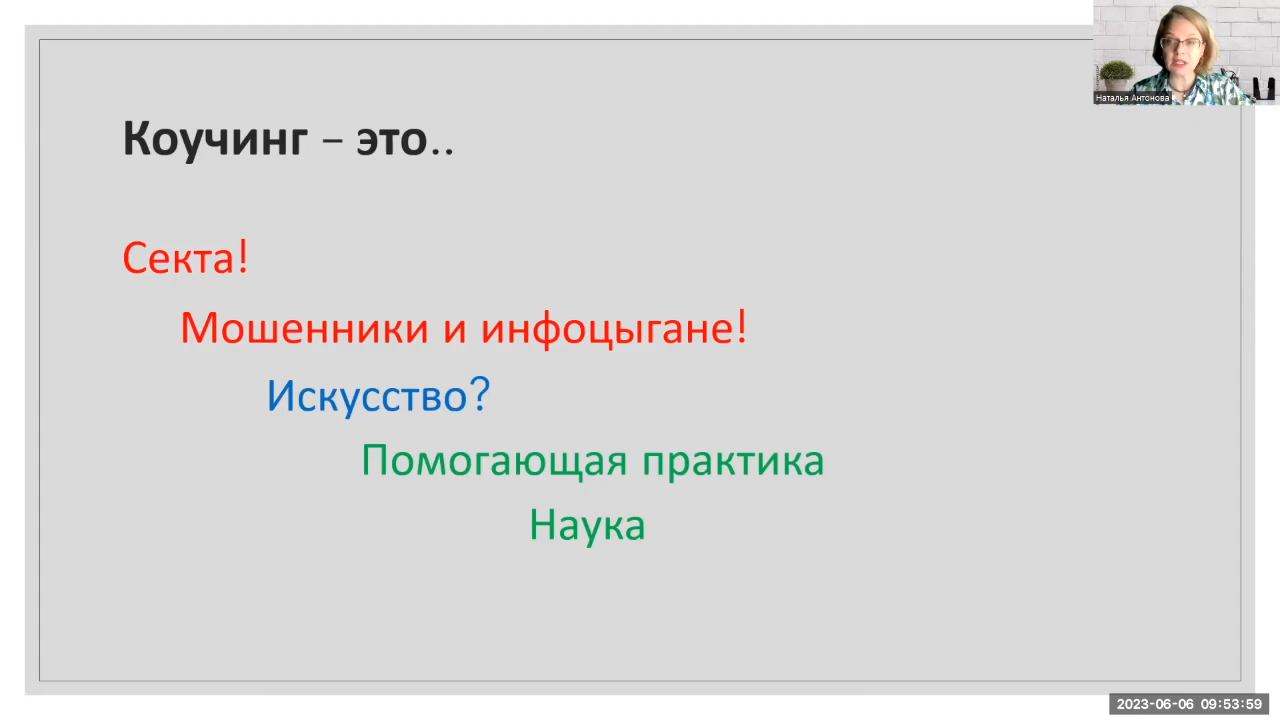 Наталья Антонова
Коучинг – это..
Секта!
Мошенники и инфоцыгане!
Искусство?
Помогающая практика
Наука
2023-06-06 09:53:59